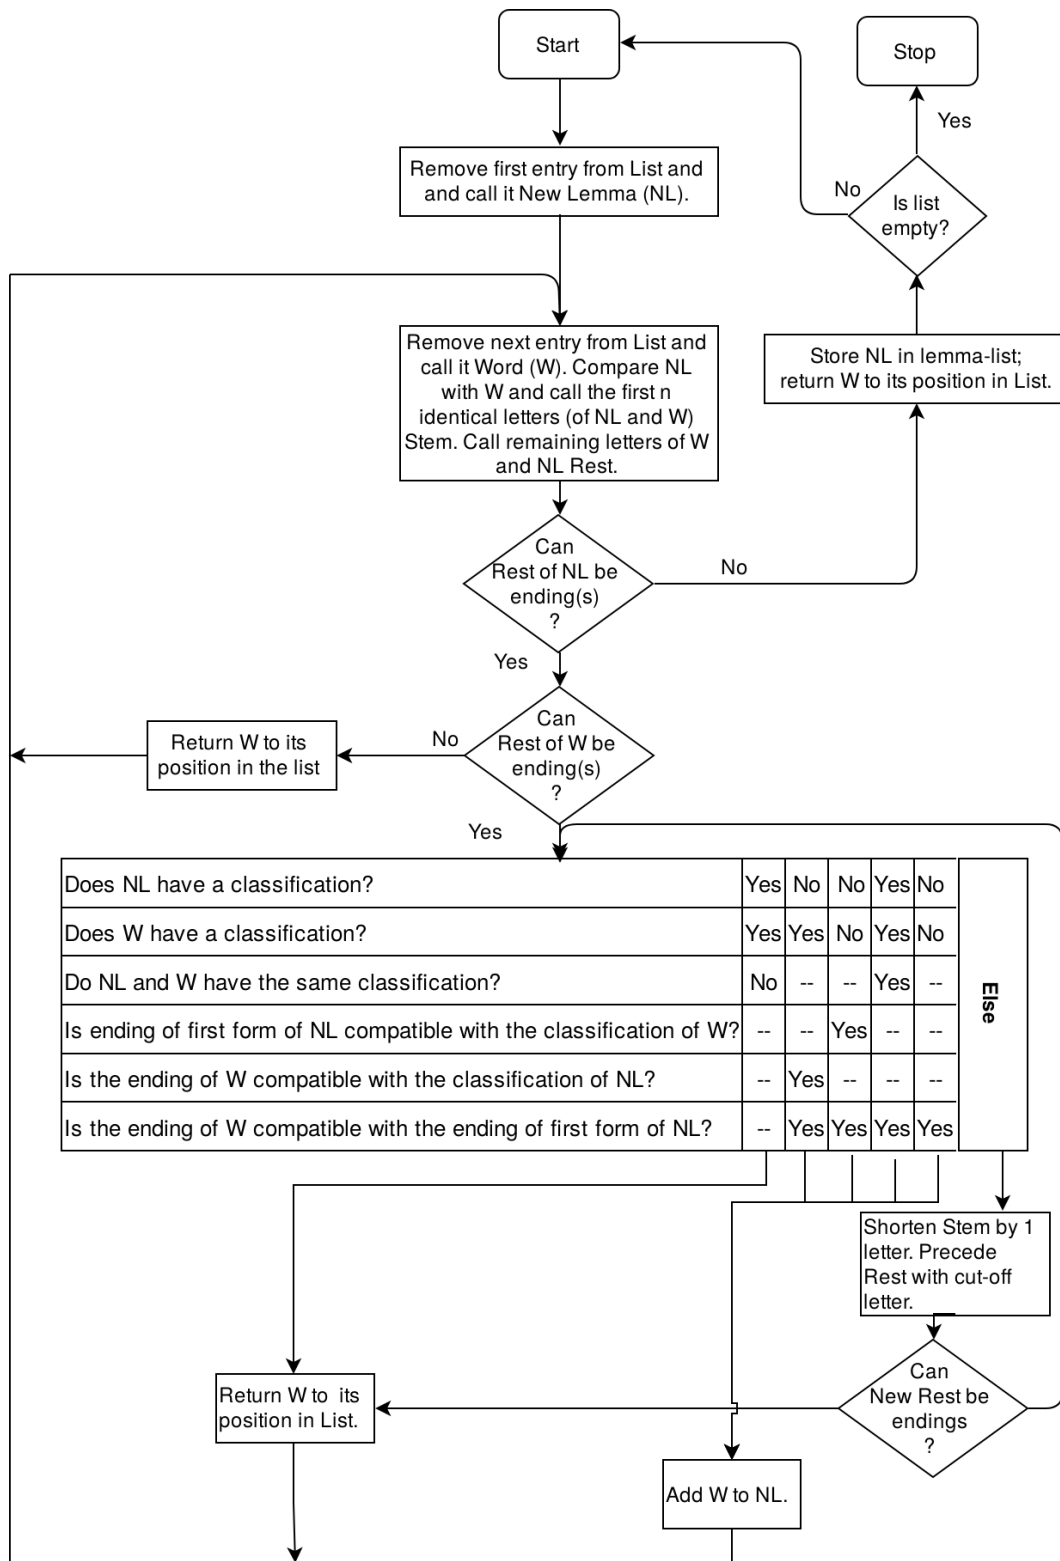 Start
Stop
Yes
Remove first entry from List and
and call it New Lemma (NL).
No
Is list
empty?
Remove next entry from List and
call it Word (W). Compare NL
with W and call the first n
identical letters (of NL and W)
Stem. Call remaining letters of W
and NL Rest.
Store NL in lemma-list;
return W to its position in List.
Can
Rest of NL be
ending(s)
?
No
Yes
Can
Rest of W be
ending(s)
?
No
Return W to its
position in the list
Yes
Does NL have a classification? Yes No No Yes No
Does W have a classification? Yes Yes No Yes No
Do NL and W have the same classification? No -- -- Yes --
Is ending of first form of NL compatible with the classification of W? -- -- Yes -- --
Is the ending of W compatible with the classification of NL? -- Yes -- -- --
Is the ending of W compatible with the ending of first form of NL? -- Yes Yes Yes Yes
Else
Shorten Stem by 1
letter. Precede
Rest with cut-off
letter.
Can
New Rest be
endings
?
Return W to its
position in List.
Add W to NL.